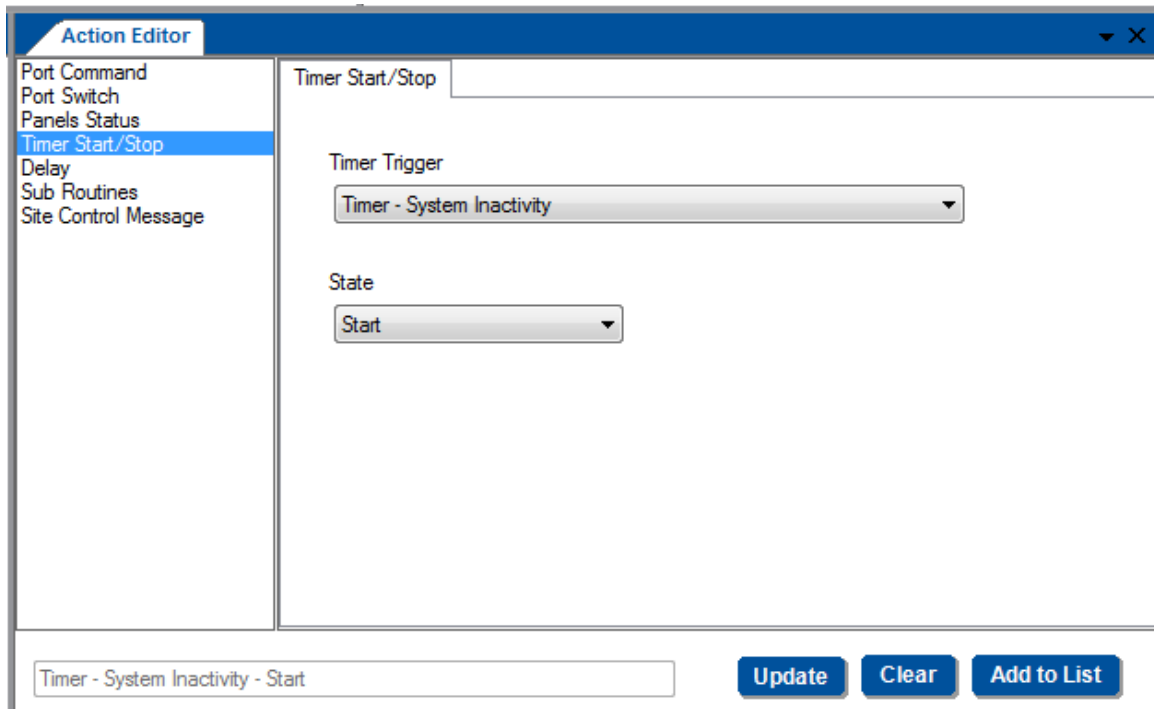 Action Editor
Port Command
Port Switch
Panels Status
Timer Start/Stop
Delay
Sub Routines
Site Control Message
Timer Start/Stop
Timer Trigger
Timer - System Inactivity
State
Start
Timer - System Inactivity - Start
Update
Clear
Add to List